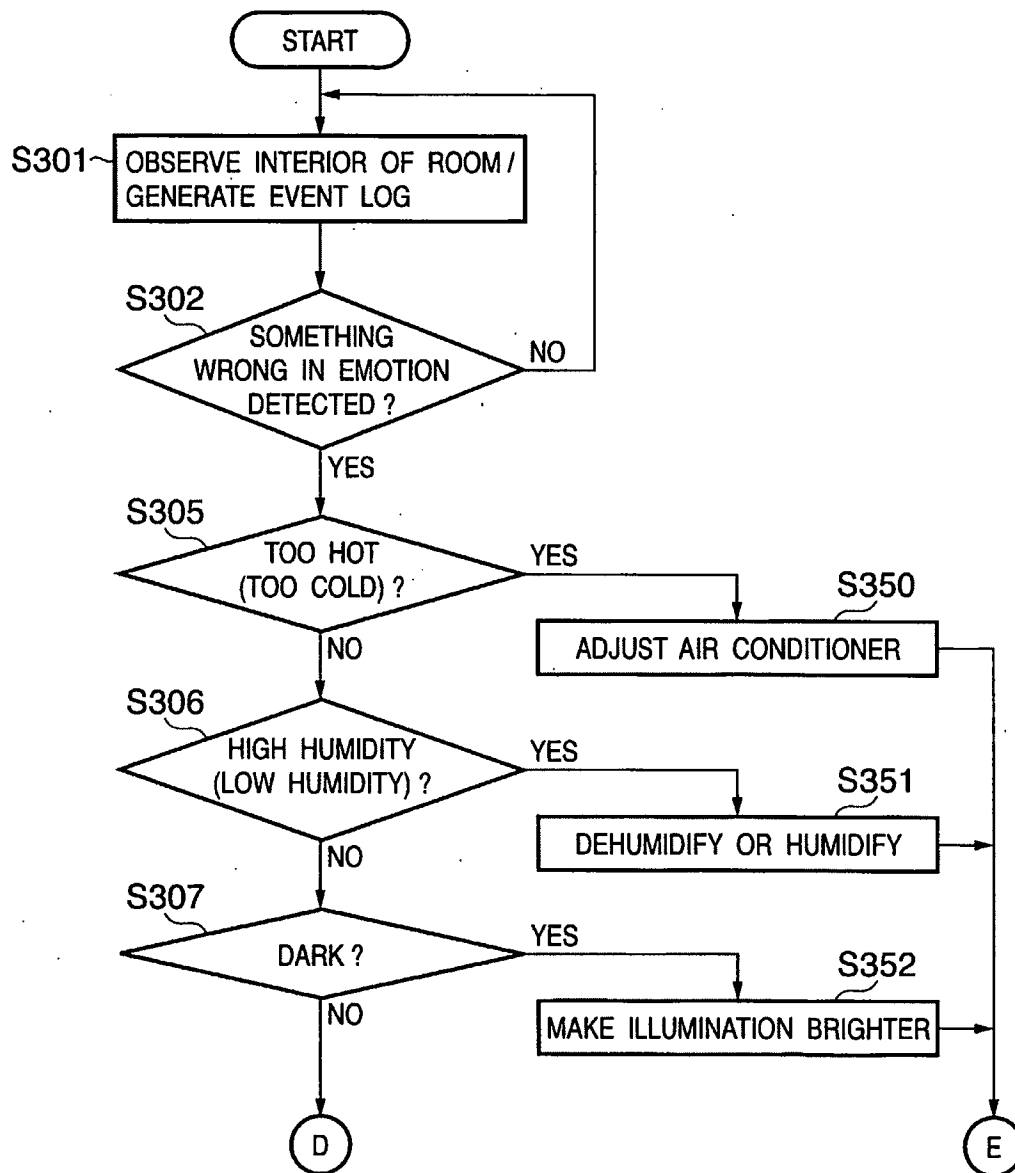 START
S301
OBSERVE INTERIOR OF ROOM /
GENERATE EVENT LOG
S302
SOMETHING
WRONG IN EMOTION
DETECTED ?
NO
YES
S305
TOO HOT
(TOO COLD) ?
YES
NO
S350
ADJUST AIR CONDITIONER
S306
HIGH HUMIDITY
(LOW HUMIDITY) ?
YES
NO
S351
DEHUMIDIFY OR HUMIDIFY
S307
DARK ?
YES
NO
S352
MAKE ILLUMINATION BRIGHTER
D
E